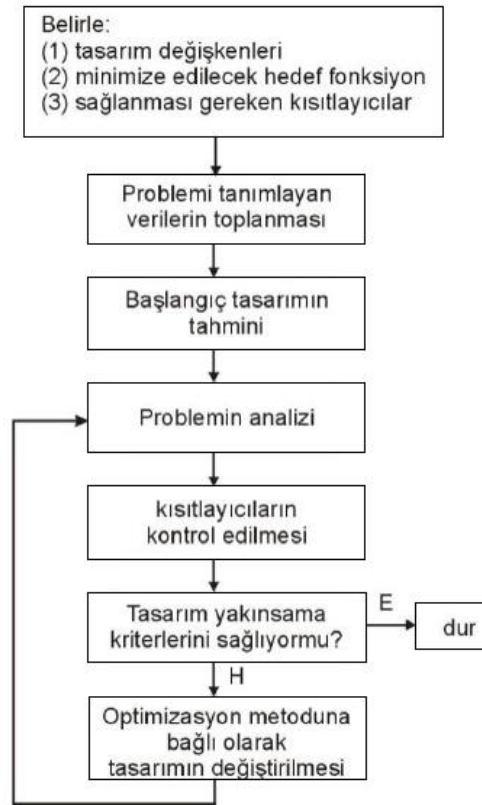 Belirle:
(1) tasarım değişkenleri
(2) minimize edilecek hedef fonksiyon
(3) sağlanması gereken kısıtlayıcılar
Problemi tanımlayan
verilerin toplanması
Başlangıç tasarımın
tahmini
Problemin analizi
kısıtlayıcıların
kontrol edilmesi
Tasarım yakınsama
kriterlerini sağlıyormu?
E
dur
H
Optimizasyon metoduna
bağlı olarak
tasarımın değiştirilmesi